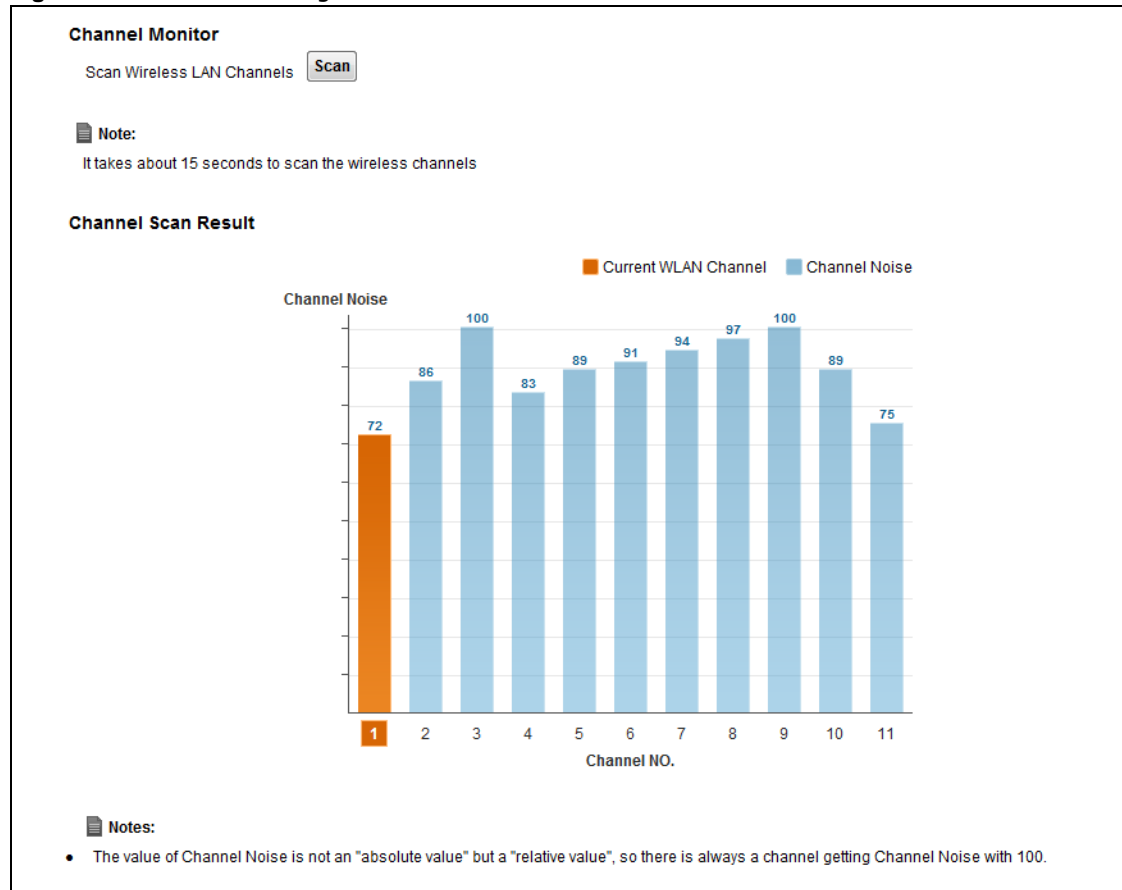 Channel Monitor
Scan Wireless LAN Channels Scan
Note:
It takes about 15 seconds to scan the wireless channels
Channel Scan Result
Current WLAN Channel Channel Noise
Channel Noise
72 86 100 83 89 91 94 97 100 89 75
1 2 3 4 5 6 7 8 9 10 11
Channel NO.
Notes:
• The value of Channel Noise is not an "absolute value" but a "relative value", so there is always a channel getting Channel Noise with 100.